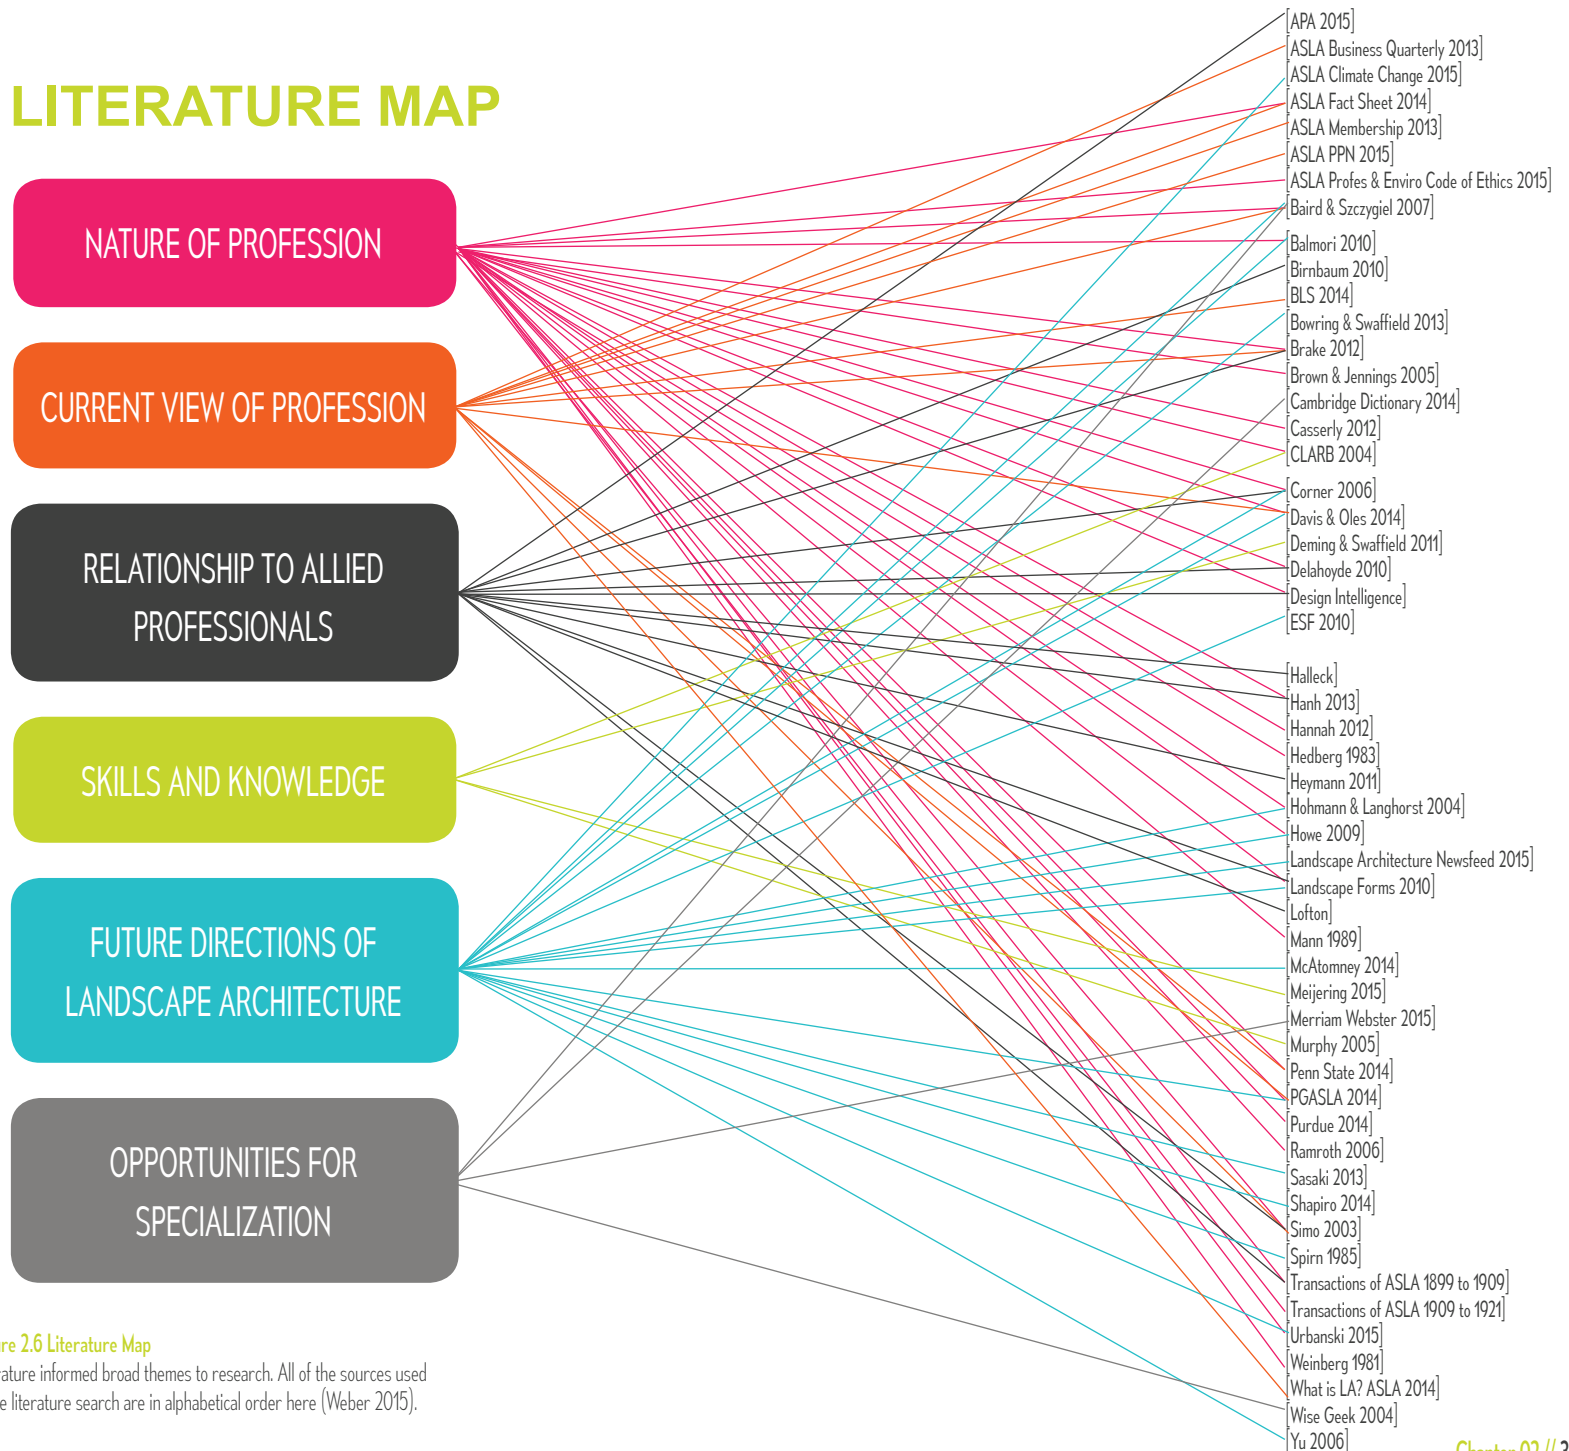 LITERATURE MAP
NATURE OF PROFESSION
CURRENT VIEW OF PROFESSION
RELATIONSHIP TO ALLIED
PROFESSIONALS
SKILLS AND KNOWLEDGE
FUTURE DIRECTIONS OF
LANDSCAPE ARCHITECTURE
OPPORTUNITIES FOR
SPECIALIZATION
[APA 2015]
[ASLA Business Quarterly 2013]
[ASLA Climate Change 2015]
[ASLA Fact Sheet 2014]
[ASLA Membership 2013]
[ASLA PPN 2015]
[ASLA Profes & Enviro Code of Ethics 2015]
[Baird & Szczygiel 2007]
[Balmori 2010]
[Birnbaum 2010]
[BLS 2014]
[Bowring & Swaffield 2013]
[Brake 2012]
[Brown & Jennings 2005]
[Cambridge Dictionary 2014]
[Casserly 2012]
[CLARB 2004]
[Corner 2006]
[Davis & Oles 2014]
[Deming & Swaffield 2011]
[Delahoyde 2010]
[Design Intelligence]
[ESF 2010]
[Halleck]
[Hanh 2013]
[Hannah 2012]
[Hedberg 1983]
[Heymann 2011]
[Hohmann & Langhorst 2004]
[Howe 2009]
[Landscape Architecture Newsfeed 2015]
[Landscape Forms 2010]
[Lofton]
[Mann 1989]
[McAtomney 2014]
[Meijering 2015]
[Merriam Webster 2015]
[Murphy 2005]
[Penn State 2014]
[PGASLA 2014]
[Purdue 2014]
[Ramroth 2006]
[Sasaki 2013]
[Shapiro 2014]
[Simo 2003]
[Spirn 1985]
[Transactions of ASLA 1899 to 1909]
[Transactions of ASLA 1909 to 1921]
[Urbanski 2015]
[Weinberg 1981]
[What is LA? ASLA 2014]
[Wise Geek 2004]
[Yu 2006]
2.6 Literature Map
informed broad themes to research. All of the sources used
literature search are in alphabetical order here (Weber 2015).
02 // 3